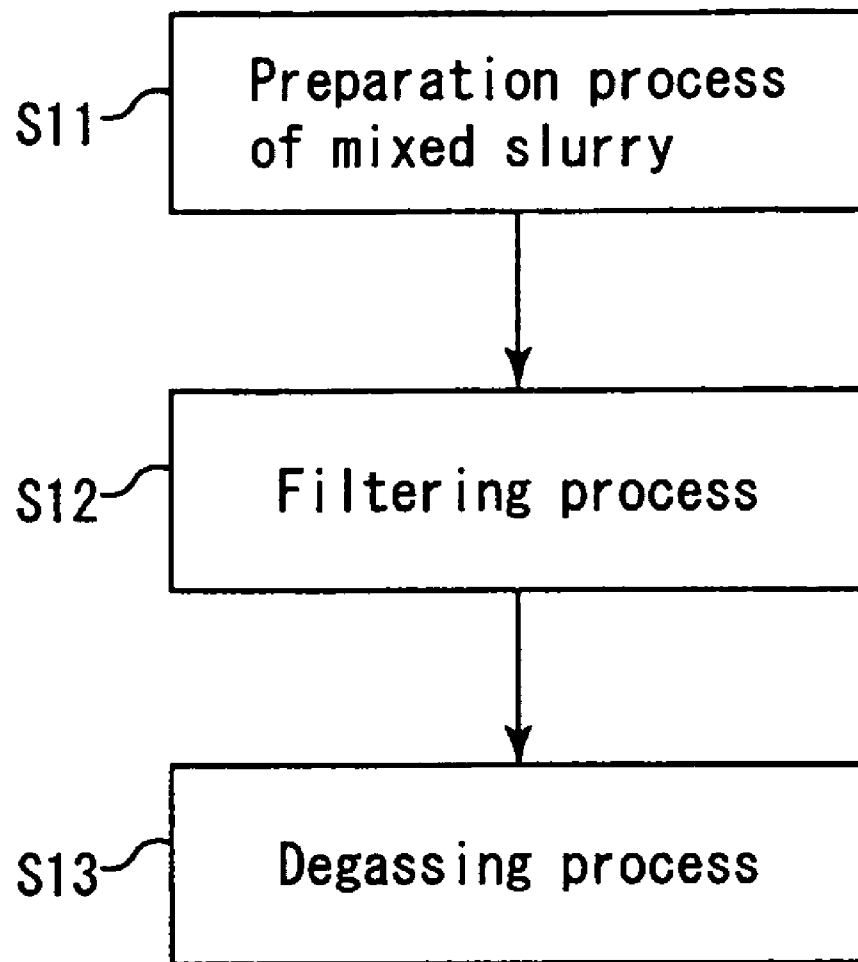 S11
Preparation process
of mixed slurry
S12
Filtering process
S13
Degassing process